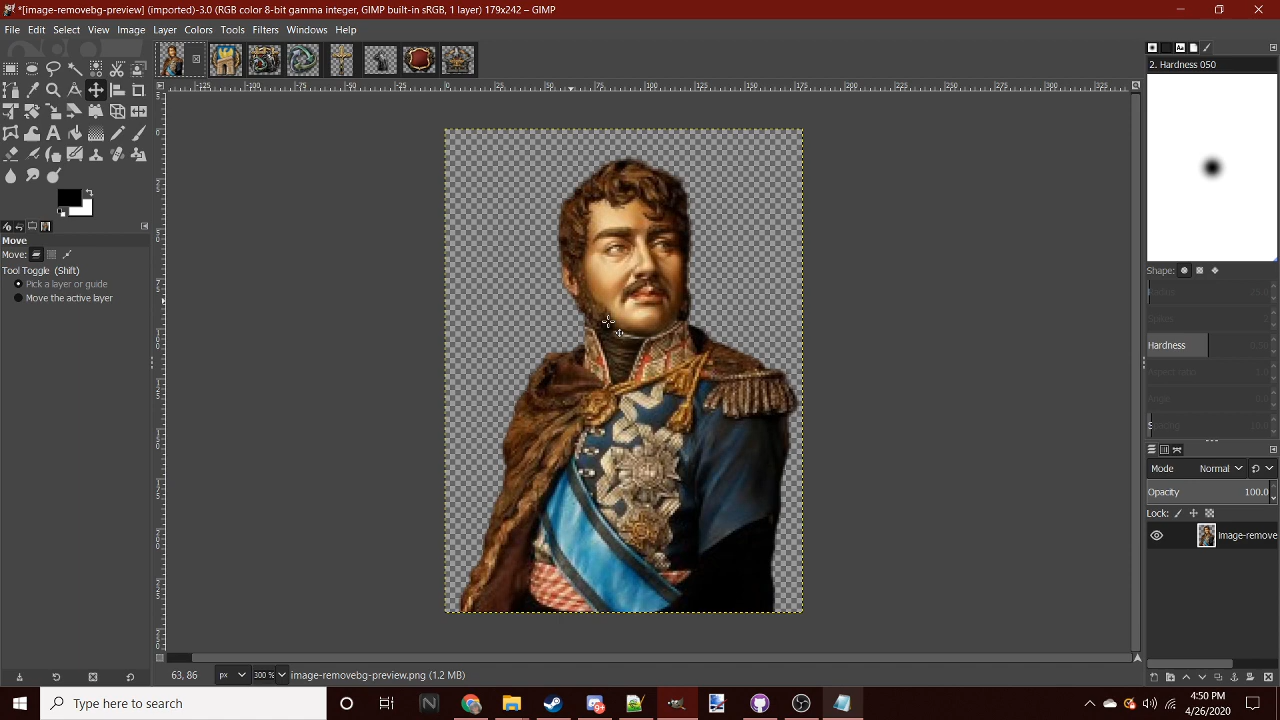 *[image-removebg-preview] (imported)-3.0 (RGB color 8-bit gamma integer, GIMP built-in sRGB, 1 layer) 179x242 – GIMP
File Edit Select View Image Layer Colors Tools Filters Windows Help
2. Hardness 050
Move
Move:
Tool Toggle (Shift)
Pick a layer or guide
Move the active layer
Shape:
Hardness
Mode Normal
Opacity 100.0
Lock:
image-remove
63, 86 px 300 % image-removebg-preview.png (1.2 MB)
Type here to search
4:50 PM
4/26/2020